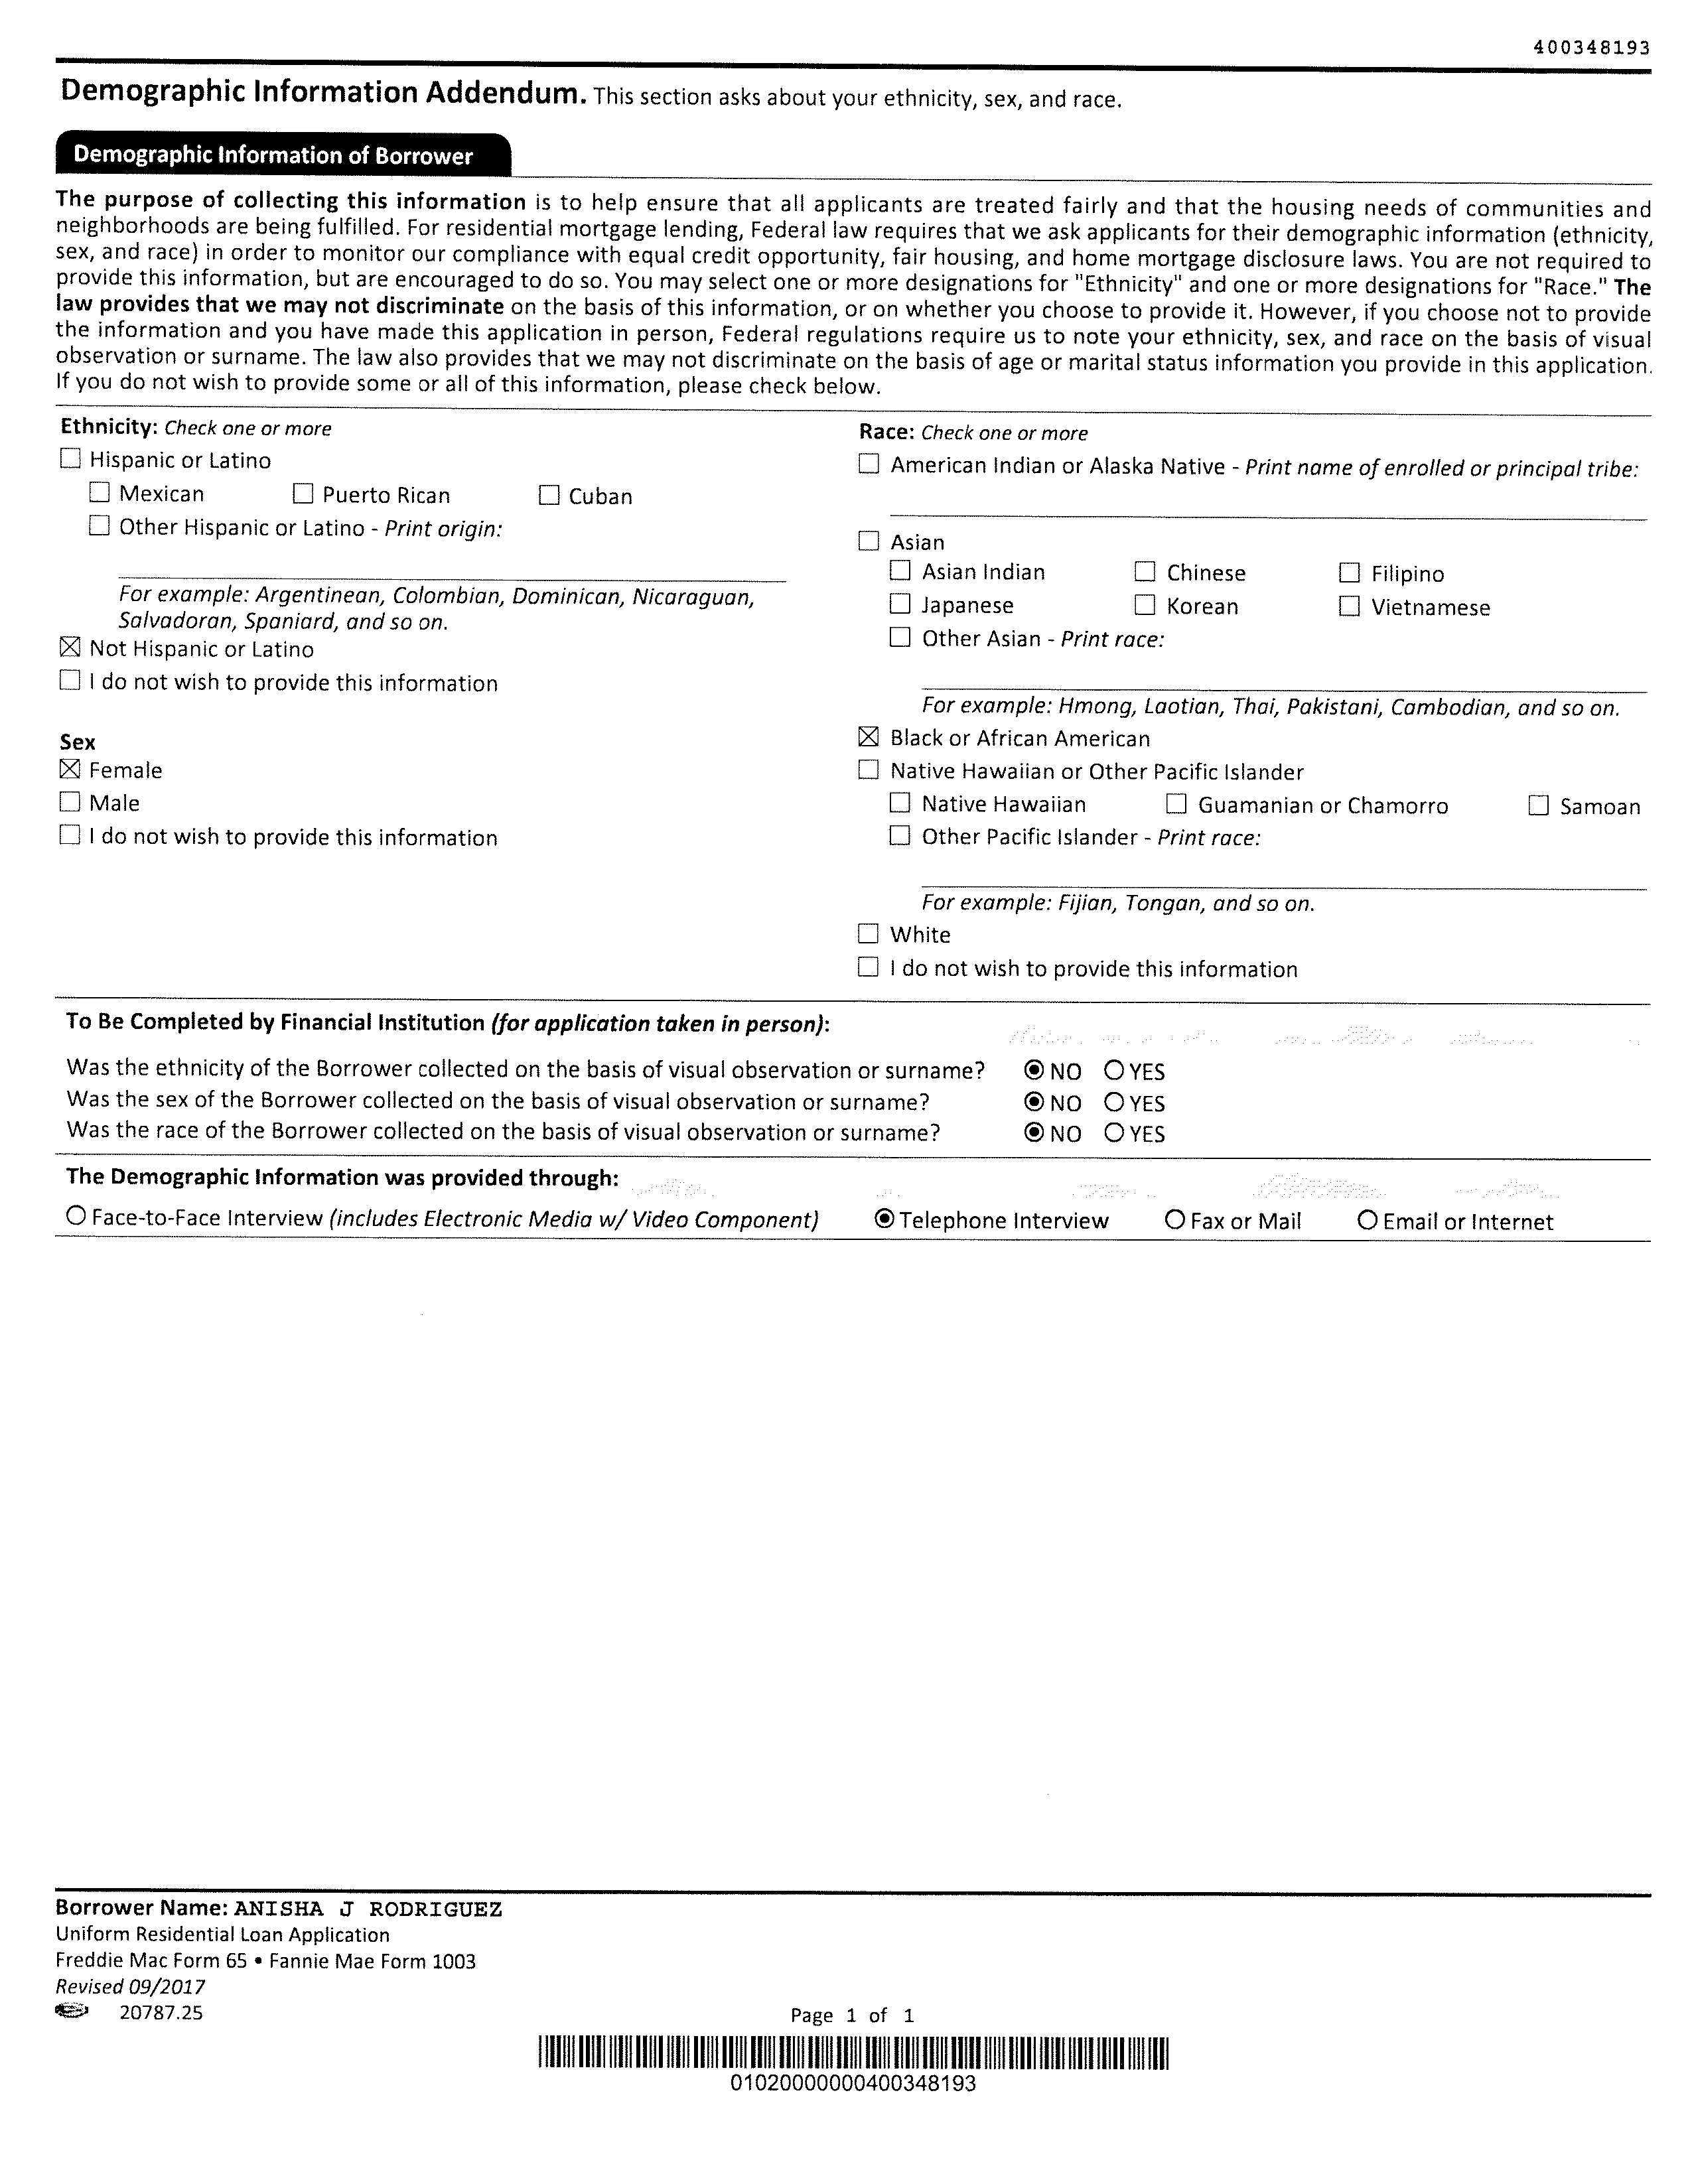 400348193
Demographic Information Addendum. This section asks about your ethnicity, sex, and race.
Demographic Information of Borrower
The purpose of collecting this information is to help ensure that all applicants are treated fairly and that the housing needs of communities and
neighborhoods are being fulfilled. For residential mortgage lending, Federal law requires that we ask applicants for their demographic information (ethnicity,
sex, and race) in order to monitor our compliance with equal credit opportunity, fair housing, and home mortgage disclosure laws. You are not required to
provide this information, but are encouraged to do so. You may select one or more designations for "Ethnicity" and one or more designations for "Race." The
law provides that we may not discriminate on the basis of this information, or on whether you choose to provide it. However, if you choose not to provide
the information and you have made this application in person, Federal regulations require us to note your ethnicity, sex, and race on the basis of visual
observation or surname. The law also provides that we may not discriminate on the basis of age or marital status information you provide in this application.
If you do not wish to provide some or all of this information, please check below.
Ethnicity: Check one or more
☐ Hispanic or Latino
☐ Mexican ☐ Puerto Rican ☐ Cuban
☐ Other Hispanic or Latino - Print origin:
For example: Argentinean, Colombian, Dominican, Nicaraguan,
Salvadoran, Spaniard, and so on.
☒ Not Hispanic or Latino
☐ I do not wish to provide this information
Sex
☒ Female
☐ Male
☐ I do not wish to provide this information
Race: Check one or more
☐ American Indian or Alaska Native - Print name of enrolled or principal tribe:
☐ Asian
☐ Asian Indian ☐ Chinese ☐ Filipino
☐ Japanese ☐ Korean ☐ Vietnamese
☐ Other Asian - Print race:
For example: Hmong, Laotian, Thai, Pakistani, Cambodian, and so on.
☒ Black or African American
☐ Native Hawaiian or Other Pacific Islander
☐ Native Hawaiian ☐ Guamanian or Chamorro ☐ Samoan
☐ Other Pacific Islander - Print race:
For example: Fijian, Tongan, and so on.
☐ White
☐ I do not wish to provide this information
To Be Completed by Financial Institution (for application taken in person):
Was the ethnicity of the Borrower collected on the basis of visual observation or surname? ◉ NO ○ YES
Was the sex of the Borrower collected on the basis of visual observation or surname? ◉ NO ○ YES
Was the race of the Borrower collected on the basis of visual observation or surname? ◉ NO ○ YES
The Demographic Information was provided through:
○ Face-to-Face Interview (includes Electronic Media w/ Video Component) ◉ Telephone Interview ○ Fax or Mail ○ Email or Internet
Borrower Name: ANISHA J RODRIGUEZ
Uniform Residential Loan Application
Freddie Mac Form 65 • Fannie Mae Form 1003
Revised 09/2017
20787.25
Page 1 of 1
01020000000400348193